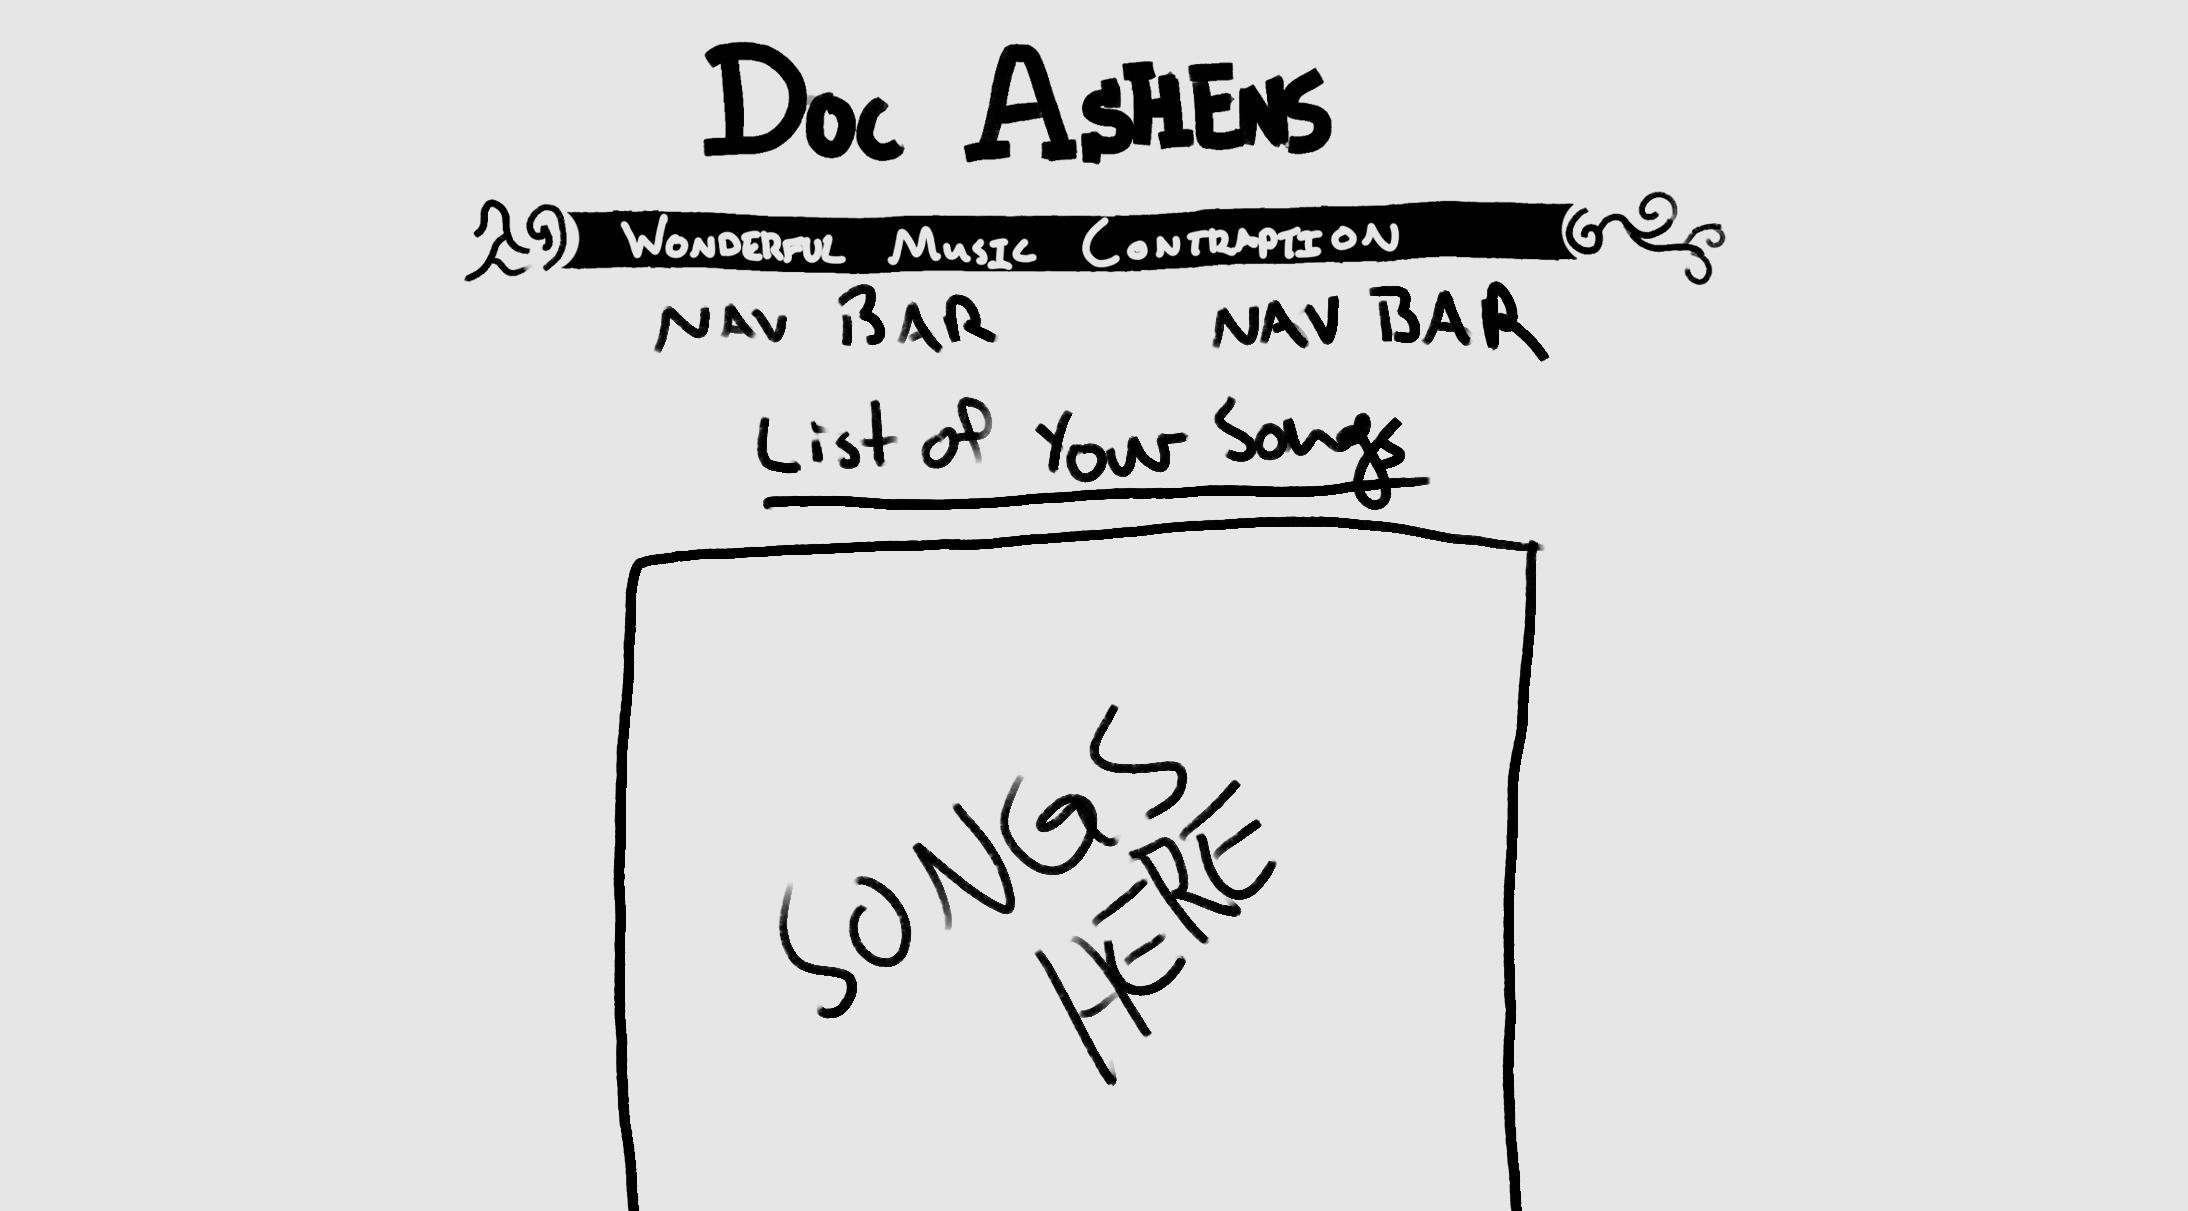 DOC ASHENS
WONDERFUL MUSIC CONTRAPTION
NAV BAR NAV BAR
List of Your Songs
SONGS
HERE